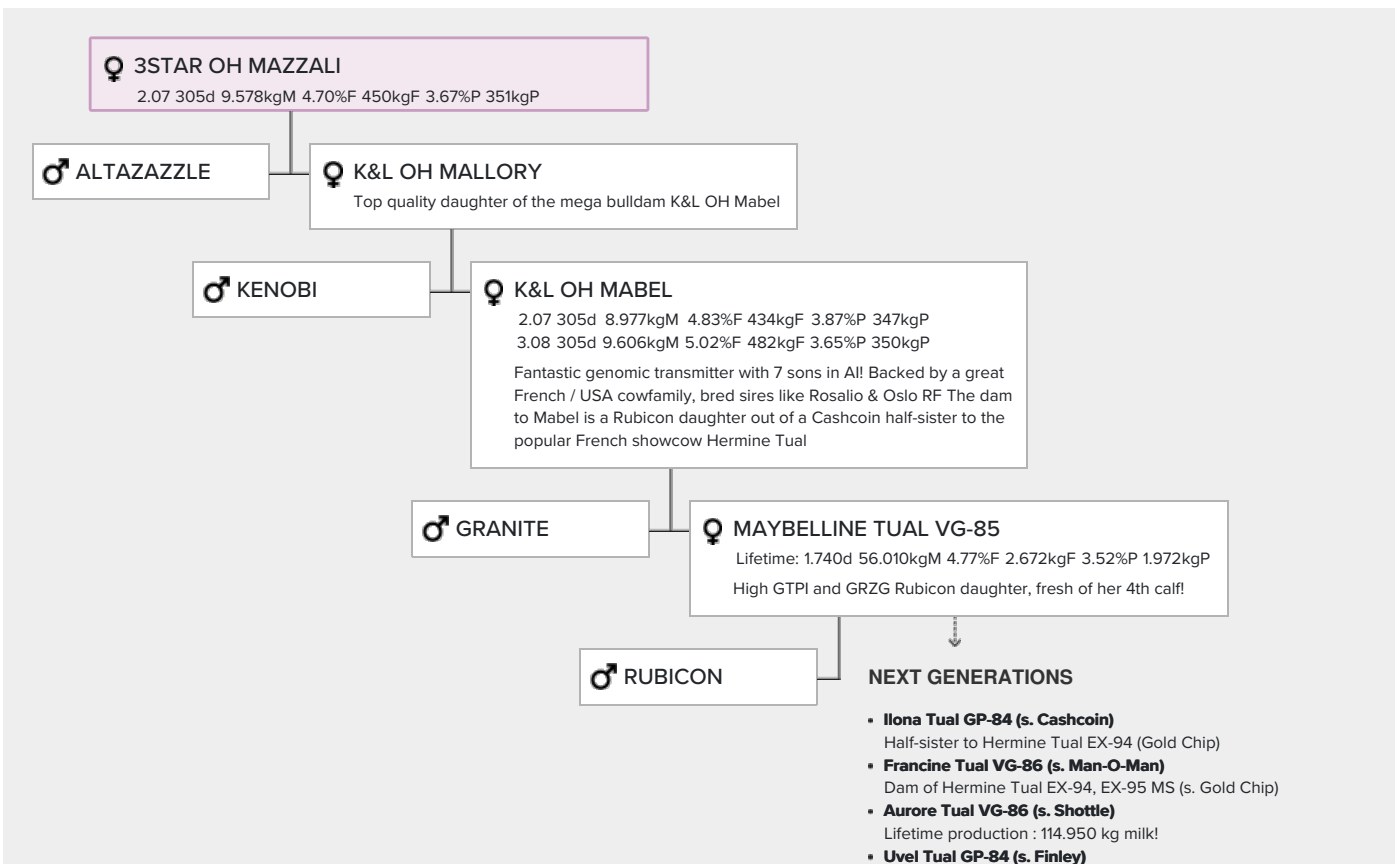 3STAR OH MAZZALI
2.07 305d 9.578kgM 4.70%F 450kgF 3.67%P 351kgP
ALTAZAZZLE
K&L OH MALLORY
Top quality daughter of the mega bulldam K&L OH Mabel
KENOBI
K&L OH MABEL
2.07 305d 8.977kgM 4.83%F 434kgF 3.87%P 347kgP
3.08 305d 9.606kgM 5.02%F 482kgF 3.65%P 350kgP
Fantastic genomic transmitter with 7 sons in AI! Backed by a great
French / USA cowfamily, bred sires like Rosalio & Oslo RF The dam
to Mabel is a Rubicon daughter out of a Cashcoin half-sister to the
popular French showcow Hermine Tual
GRANITE
MAYBELLINE TUAL VG-85
Lifetime: 1.740d 56.010kgM 4.77%F 2.672kgF 3.52%P 1.972kgP
High GTPI and GRZG Rubicon daughter, fresh of her 4th calf!
RUBICON
NEXT GENERATIONS
• Ilona Tual GP-84 (s. Cashcoin)
Half-sister to Hermine Tual EX-94 (Gold Chip)
• Francine Tual VG-86 (s. Man-O-Man)
Dam of Hermine Tual EX-94, EX-95 MS (s. Gold Chip)
• Aurore Tual VG-86 (s. Shottle)
Lifetime production : 114.950 kg milk!
• Uvel Tual GP-84 (s. Finley)